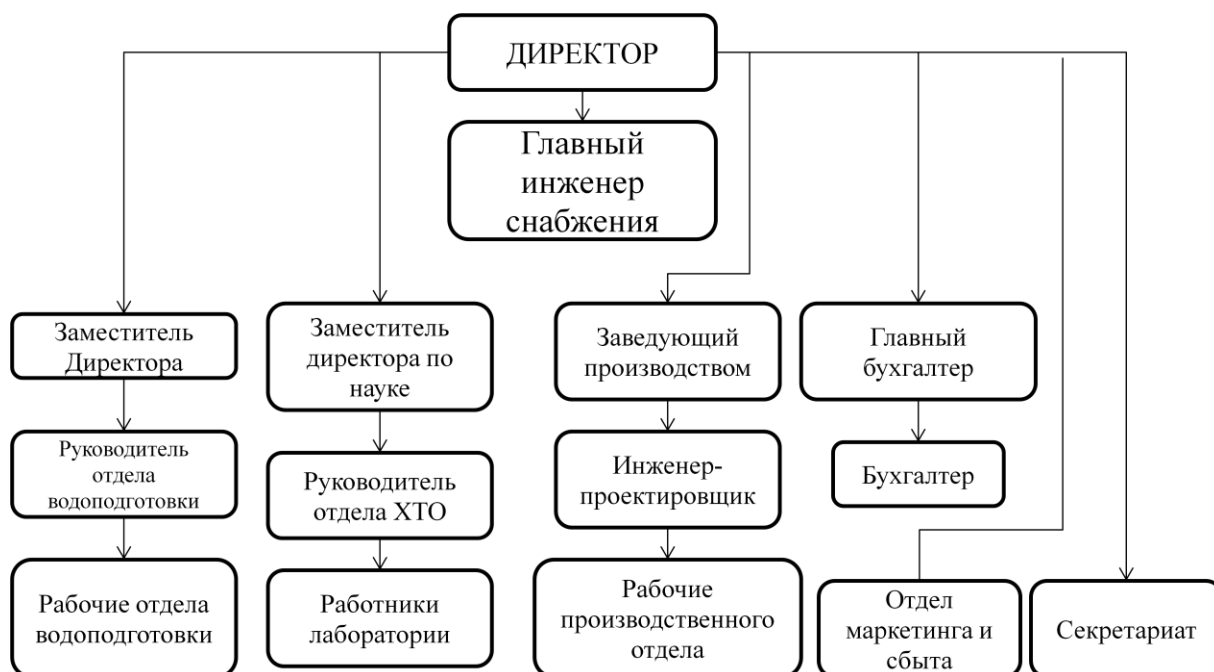 ДИРЕКТОР
Главный
инженер
снабжения
Заместитель
Директора
Заместитель
директора по
науке
Заведующий
производством
Главный
бухгалтер
Руководитель
отдела
водоподготовки
Руководитель
отдела ХТО
Инженер-
проектировщик
Бухгалтер
Рабочие отдела
водоподготовки
Работники
лаборатории
Рабочие
производственного
отдела
Отдел
маркетинга и
сбыта
Секретариат